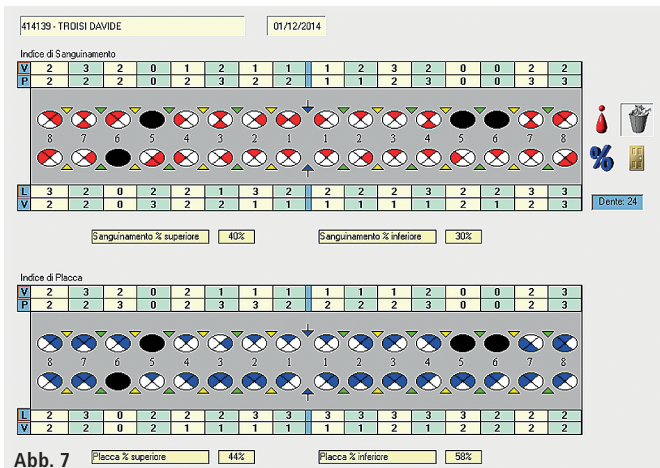 414139 - TROISI DAVIDE 01/12/2014
Indice di Sanguinamento
V 2 3 2 0 1 2 1 1 1 2 3 2 0 0 2 2
P 2 2 2 0 2 3 2 2 1 1 2 3 0 0 2 3
8 7 6 5 4 3 2 1 1 2 3 4 5 6 7 8
L 3 2 0 2 2 1 3 2 2 2 2 3 2 2 3 3
V 2 2 0 3 2 2 1 1 1 1 1 1 2 1 2 3
%
Dente: 24
Sanguinamento % superiore 40% Sanguinamento % inferiore 30%
Indice di Placca
V 2 3 2 0 2 1 1 1 1 1 1 2 0 0 2 3
P 2 2 3 0 2 3 3 2 2 2 1 2 0 0 2 3
8 7 6 5 4 3 2 1 1 2 3 4 5 6 7 8
L 2 3 0 2 2 2 3 3 3 3 3 3 3 2 2 2
V 2 2 0 2 1 1 1 1 1 1 2 1 2 2 2 2
Placca % superiore 44% Placca % inferiore 58%
Abb. 7